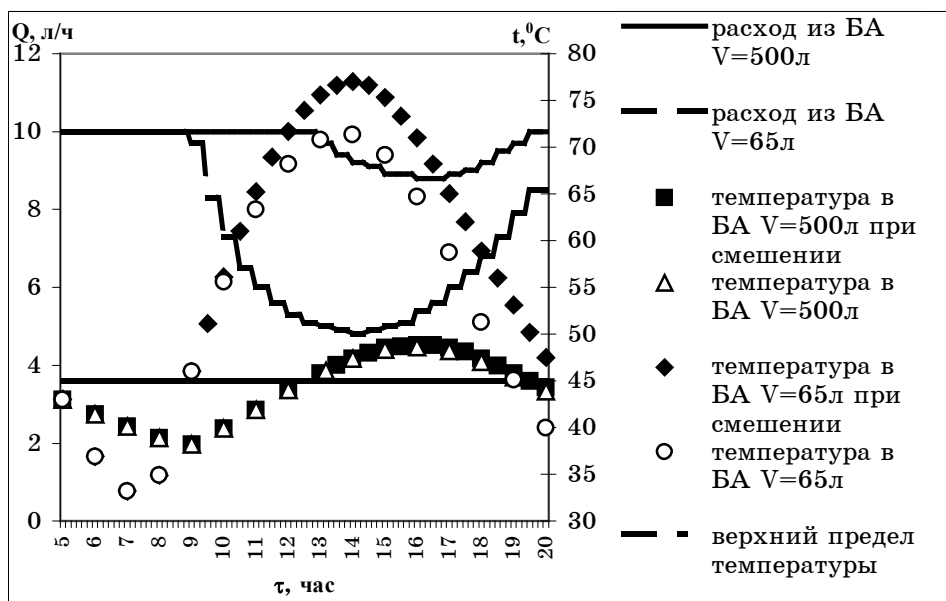 Q, л/ч
t,⁰C
12
10
8
6
4
2
0
80
75
70
65
60
55
50
45
40
35
30
5 6 7 8 9 10 11 12 13 14 15 16 17 18 19 20
τ, час
расход из БА
V=500л
расход из БА
V=65л
температура в
БА V=500л при
смешении
температура в
БА V=500л
температура в
БА V=65л при
смешении
температура в
БА V=65л
верхний предел
температуры